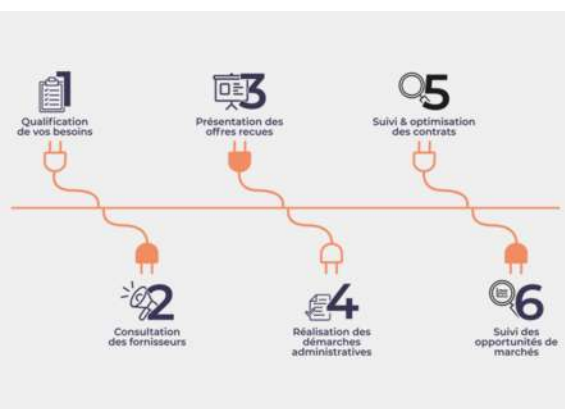 1
Qualification
de vos besoins
2
Consultation
des fornisseurs
3
Présentation des
offres recues
4
Réalisation des
démarches
administratives
5
Suivi & optimisation
des contrats
6
Suivi des
opportunités de
marchés